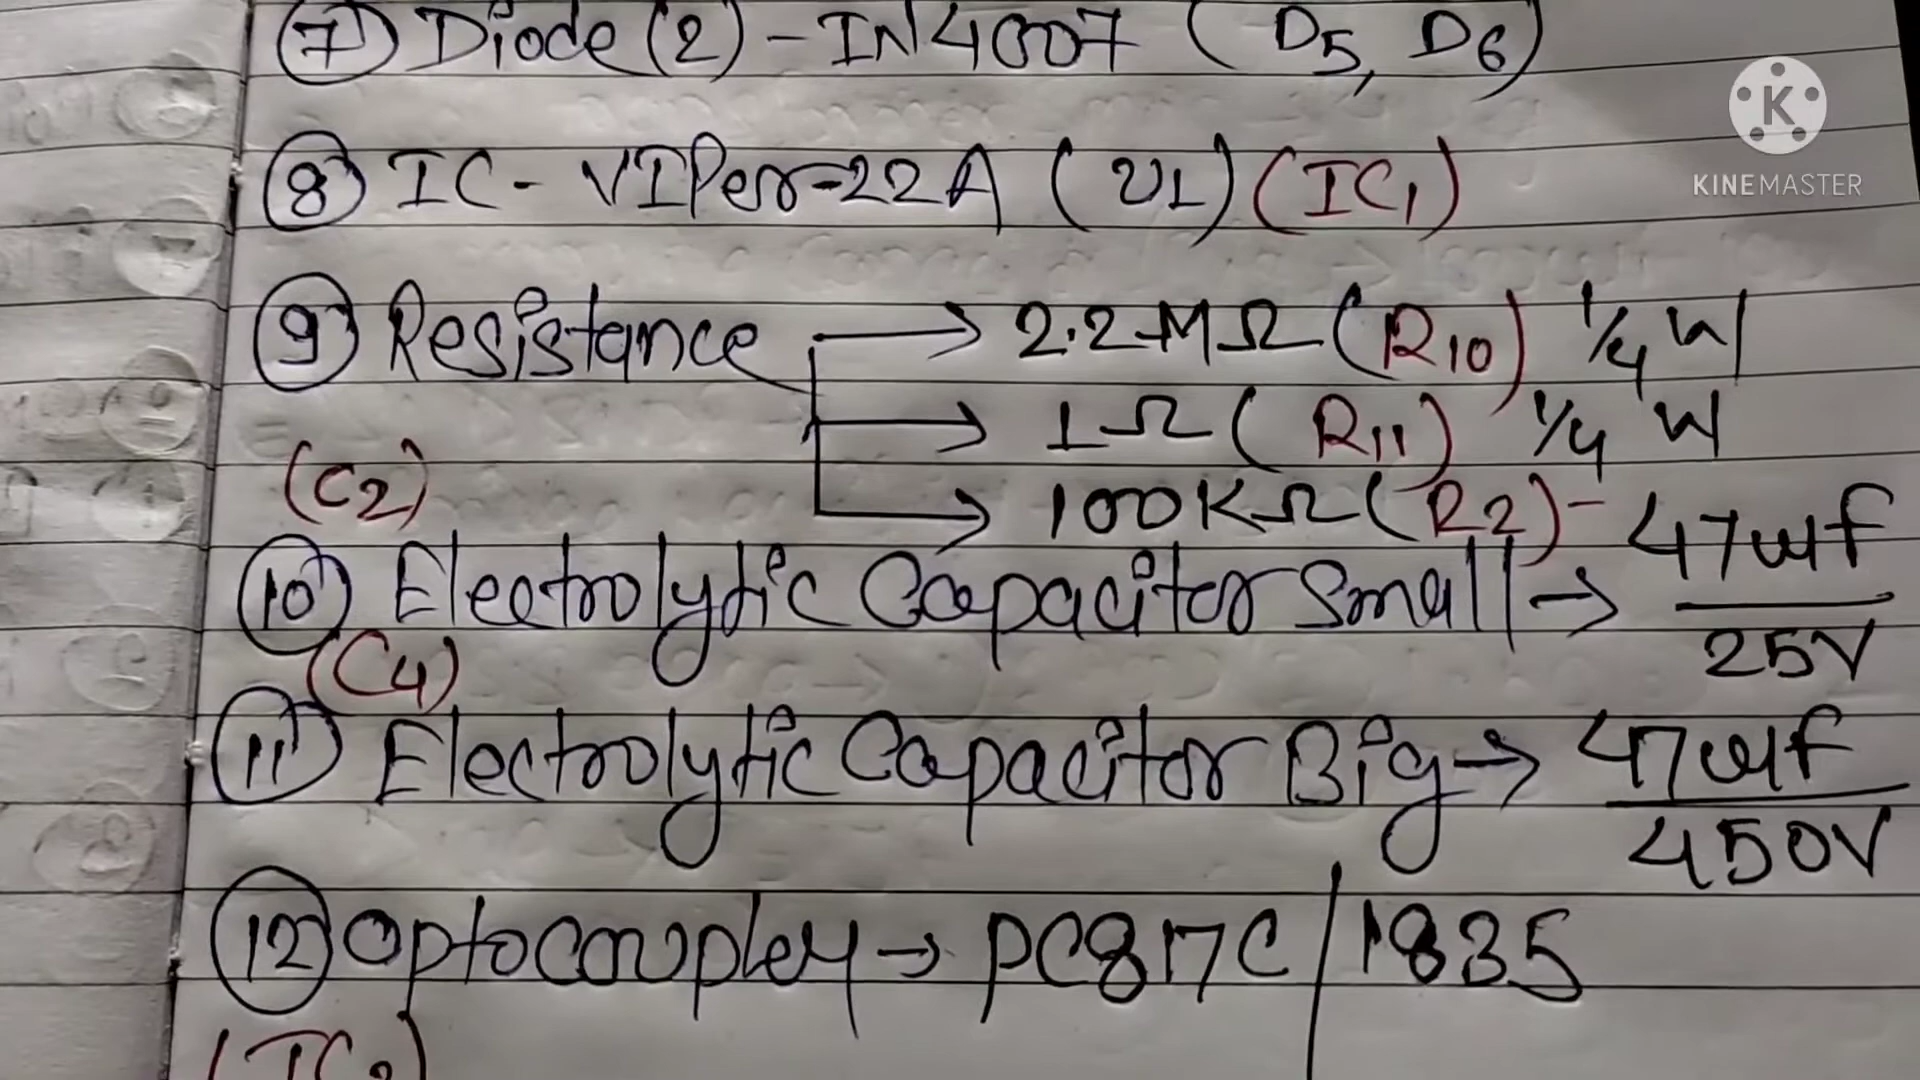 ⑦ Diode (2) - IN4007 ( D5, D6)
K
KINEMASTER
⑧ IC - VIPer-22A (U1) (IC1)
⑨ Resistance → 2.2MΩ (R10) 1/4 W
→ 1Ω ( R11) 1/4 W
(C2)
→ 100KΩ (R2)-
⑩ Electrolytic Capacitor Small → 47uf
25V
(C4)
⑪ Electrolytic Capacitor Big → 47uf
450V
⑫ Optocoupler → PC817C / 1835